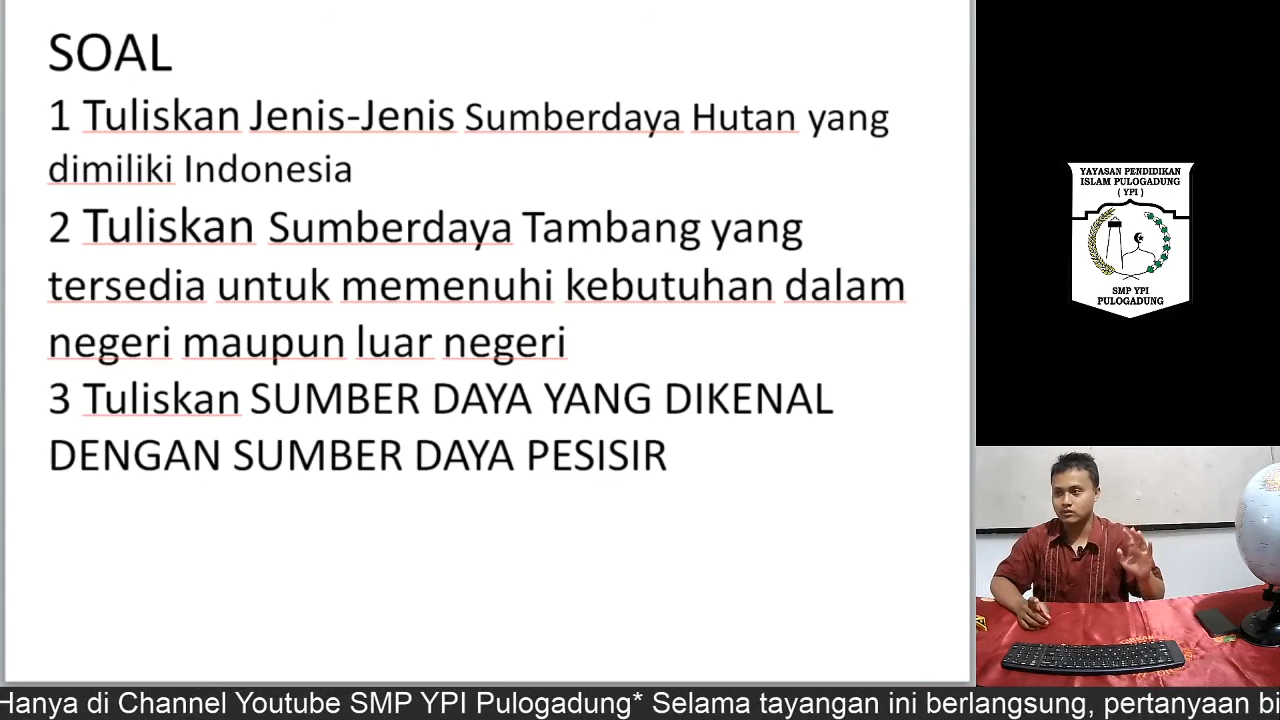 SOAL
1 Tuliskan Jenis-Jenis Sumberdaya Hutan yang
dimiliki Indonesia
2 Tuliskan Sumberdaya Tambang yang
tersedia untuk memenuhi kebutuhan dalam
negeri maupun luar negeri
3 Tuliskan SUMBER DAYA YANG DIKENAL
DENGAN SUMBER DAYA PESISIR
YAYASAN PENDIDIKAN
ISLAM PULOGADUNG
( YPI )
SMP YPI
PULOGADUNG
Hanya di Channel Youtube SMP YPI Pulogadung* Selama tayangan ini berlangsung, pertanyaan bi